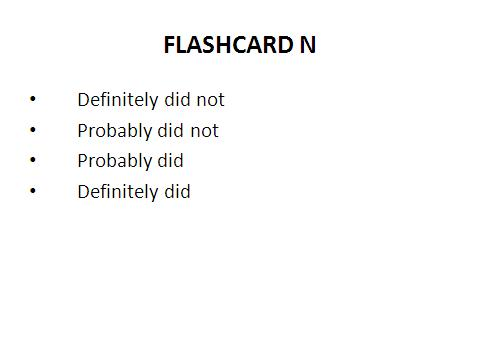 FLASHCARD N
• Definitely did not
• Probably did not
• Probably did
• Definitely did